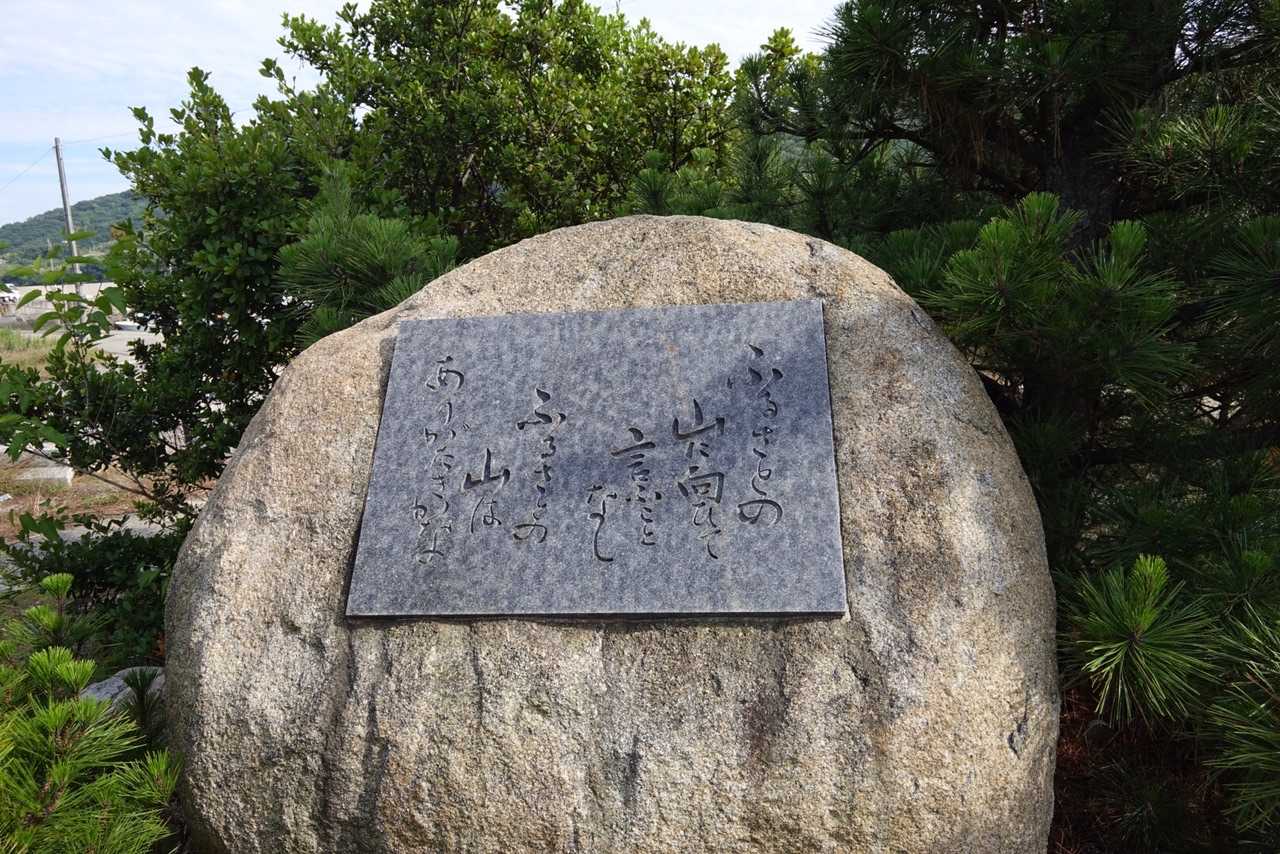 ふるさとの
山に向ひて
言ふこと
なし
ふるさとの
山は
ありがたきかな